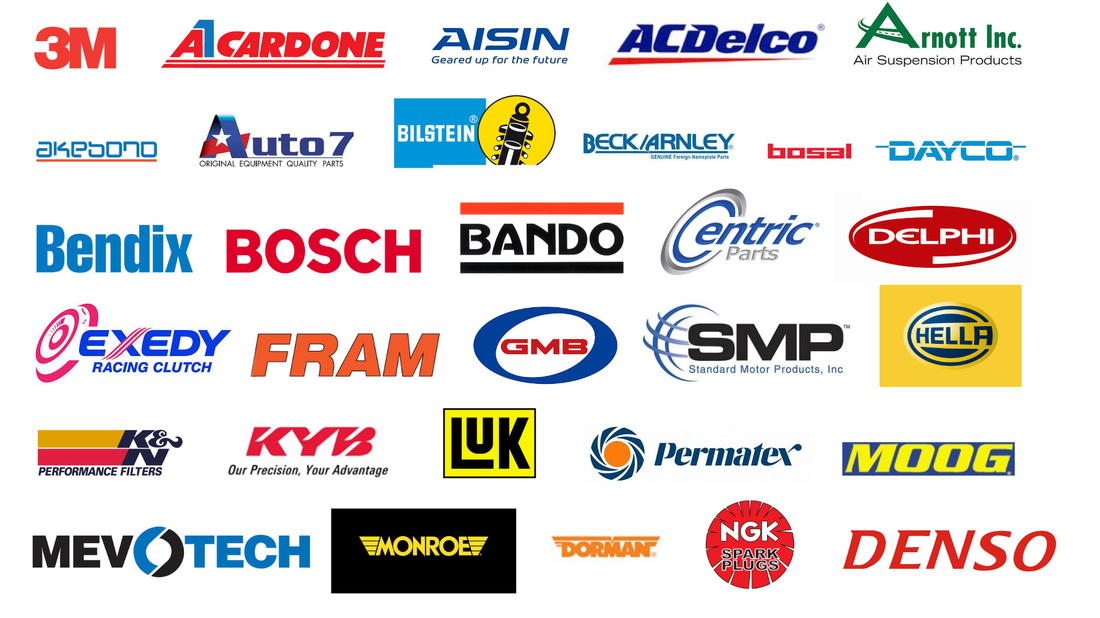 3M
A1 CARDONE
AISIN
Geared up for the future
ACDelco®
Arnott Inc.
Air Suspension Products
akebono
Auto 7
ORIGINAL EQUIPMENT QUALITY PARTS
BILSTEIN®
BECK/ARNLEY®
GENUINE Foreign Nameplate Parts
bosal
DAYCO®
Bendix
BOSCH
BANDO
Centric®
Parts
DELPHI
EXEDY
RACING CLUTCH
FRAM
GMB
SMP™
Standard Motor Products, Inc
HELLA
K&N
PERFORMANCE FILTERS
KYB
Our Precision, Your Advantage
LUK
Permatex
MOOG
MEVOTECH
MONROE
DORMAN®
NGK
SPARK
PLUGS
DENSO